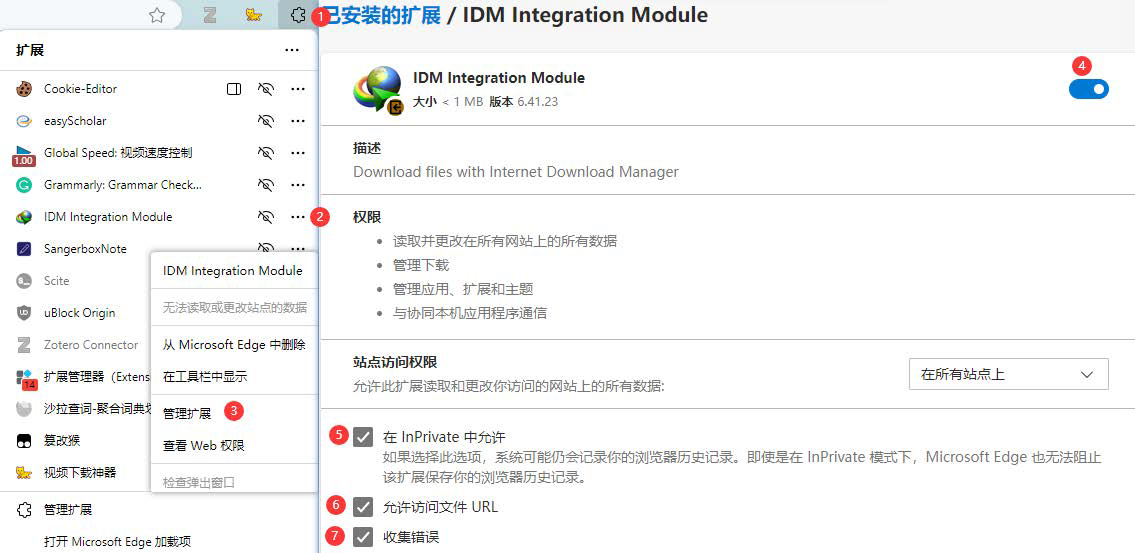 扩展
Cookie-Editor
easyScholar
Global Speed: 视频速度控制
1.00
Grammarly: Grammar Check...
IDM Integration Module
SangerboxNote
Scite
uBlock Origin
Zotero Connector
扩展管理器（Extens
14
沙拉查词-聚合词典划
篡改猴
视频下载神器
管理扩展
打开 Microsoft Edge 加载项
IDM Integration Module
无法读取或更改站点的数据
从 Microsoft Edge 中删除
在工具栏中显示
管理扩展 3
查看 Web 权限
检查弹出窗口
1
已安装的扩展 / IDM Integration Module
IDM Integration Module
大小 < 1 MB 版本 6.41.23
4
描述
Download files with Internet Download Manager
2 权限
读取并更改在所有网站上的所有数据
管理下载
管理应用、扩展和主题
与协同本机应用程序通信
站点访问权限
允许此扩展读取和更改你访问的网站上的所有数据:
在所有站点上
5 在 InPrivate 中允许
如果选择此选项，系统可能仍会记录你的浏览器历史记录。即使是在 InPrivate 模式下，Microsoft Edge 也无法阻止
该扩展保存你的浏览器历史记录。
6 允许访问文件 URL
7 收集错误